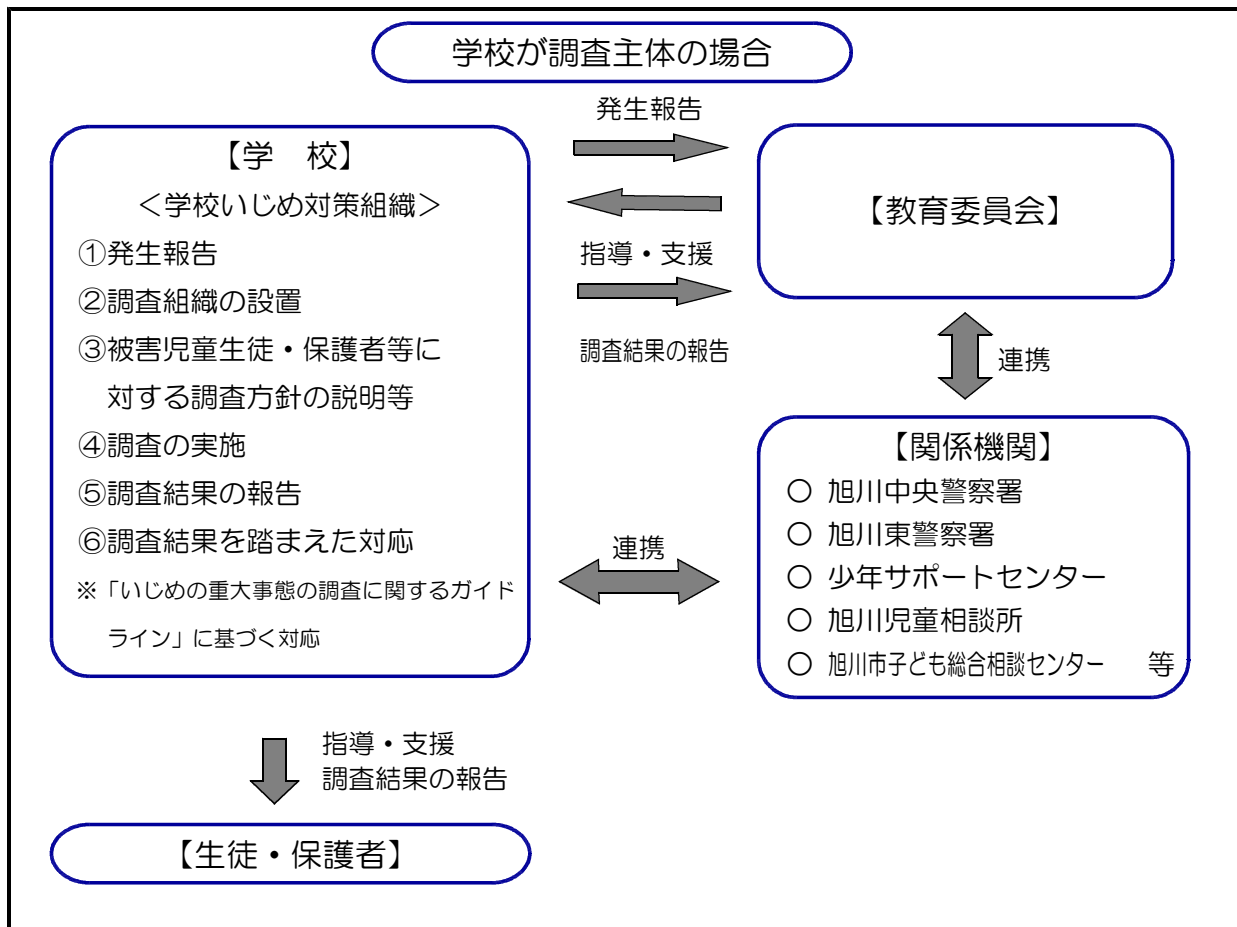 学校が調査主体の場合
発生報告
【学　校】
＜学校いじめ対策組織＞
①発生報告
②調査組織の設置
③被害児童生徒・保護者等に
対する調査方針の説明等
④調査の実施
⑤調査結果の報告
⑥調査結果を踏まえた対応
※「いじめの重大事態の調査に関するガイド
ライン」に基づく対応
指導・支援
調査結果の報告
【教育委員会】
連携
【関係機関】
〇 旭川中央警察署
〇 旭川東警察署
〇 少年サポートセンター
〇 旭川児童相談所
〇 旭川市子ども総合相談センター　等
連携
指導・支援
調査結果の報告
【生徒・保護者】